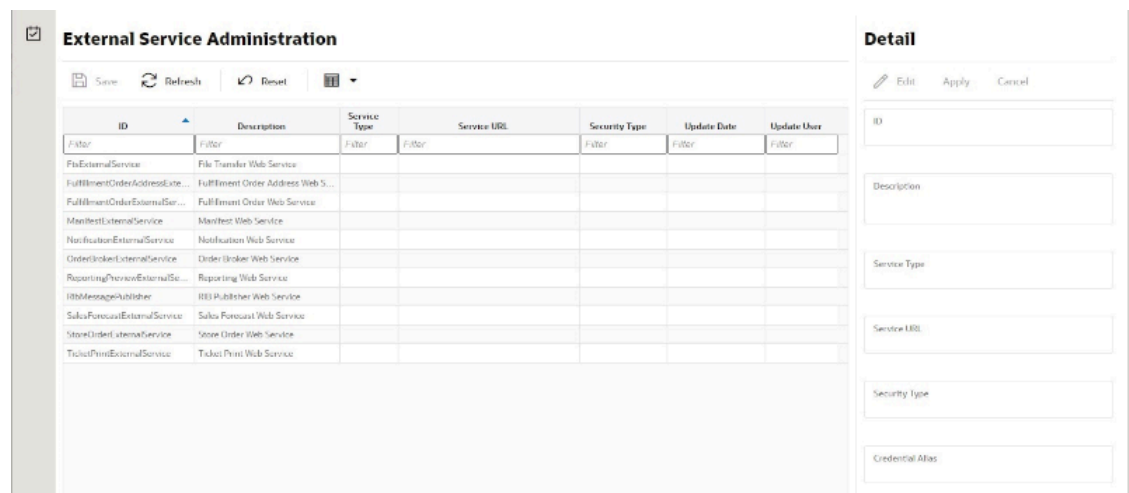 External Service Administration
Save Refresh Reset
ID Description Service Type Service URL Security Type Update Date Update User
Filter Filter Filter Filter Filter Filter Filter
FtsExternalService File Transfer Web Service
FulfillmentOrderAddressExte... Fulfillment Order Address Web S...
FulfillmentOrderExternalSer... Fulfillment Order Web Service
ManifestExternalService Manifest Web Service
NotificationExternalService Notification Web Service
OrderBrokerExternalService Order Broker Web Service
ReportingPreviewExternalSe... Reporting Web Service
RibMessagePublisher RIB Publisher Web Service
SalesForecastExternalService Sales Forecast Web Service
StoreOrderExternalService Store Order Web Service
TicketPrintExternalService Ticket Print Web Service
Detail
Edit Apply Cancel
ID
Description
Service Type
Service URL
Security Type
Credential Alias